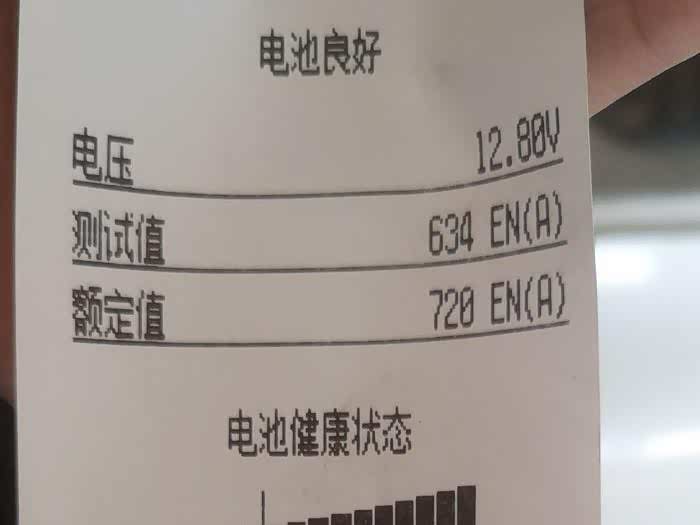 电池良好
电压 12.80V
测试值 634 EN(A)
额定值 720 EN(A)
电池健康状态